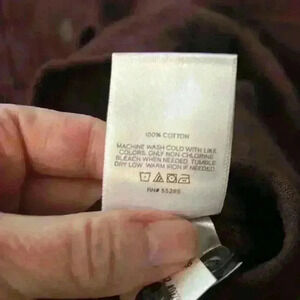 100% COTTON
MACHINE WASH COLD WITH LIKE
COLORS. ONLY NON-CHLORINE
BLEACH WHEN NEEDED. TUMBLE
DRY LOW. WARM IRON IF NEEDED.
RN# 55285